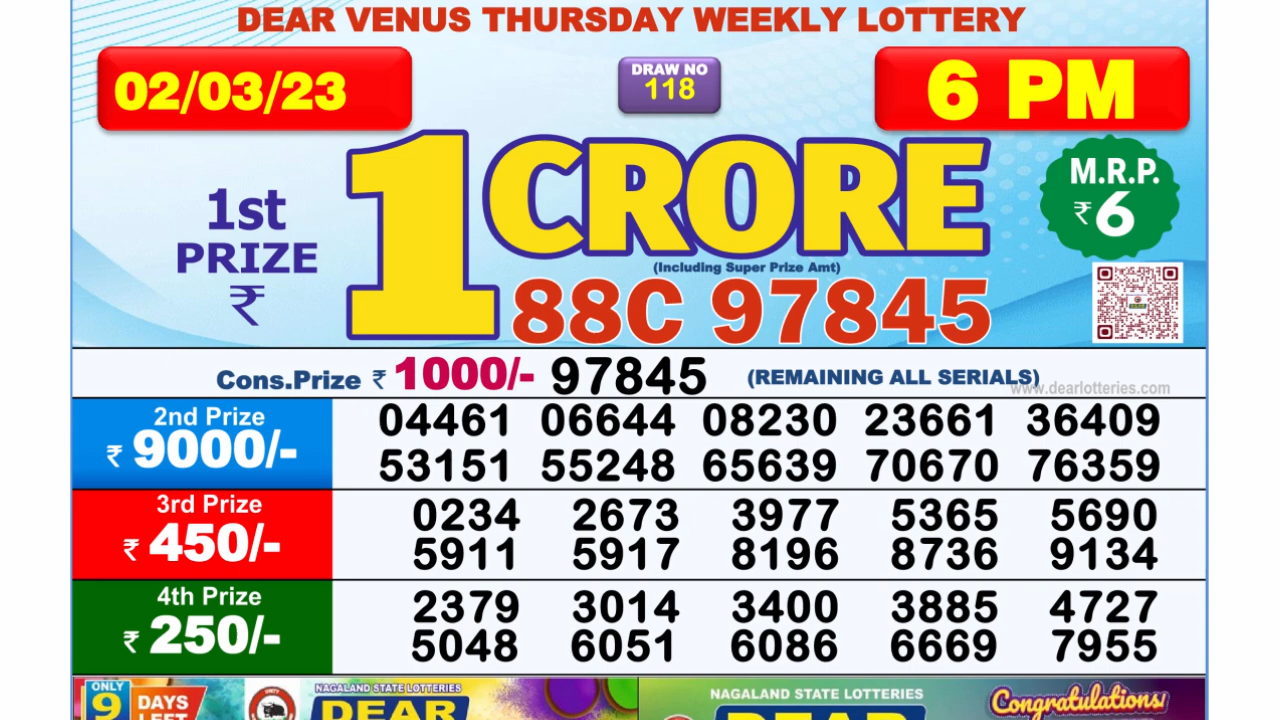 DEAR VENUS THURSDAY WEEKLY LOTTERY
02/03/23
DRAW NO
118
6 PM
1st
PRIZE
₹
1 CRORE
(Including Super Prize Amt)
88C 97845
M.R.P.
₹ 6
Cons.Prize ₹ 1000/- 97845 (REMAINING ALL SERIALS)
www.dearlotteries.com
2nd Prize
₹ 9000/-
04461 06644 08230 23661 36409
53151 55248 65639 70670 76359
3rd Prize
₹ 450/-
0234 2673 3977 5365 5690
5911 5917 8196 8736 9134
4th Prize
₹ 250/-
2379 3014 3400 3885 4727
5048 6051 6086 6669 7955
ONLY
9 DAYS
LEFT
NAGALAND STATE LOTTERIES
DEAR
NAGALAND STATE LOTTERIES
DEAR
Congratulations!